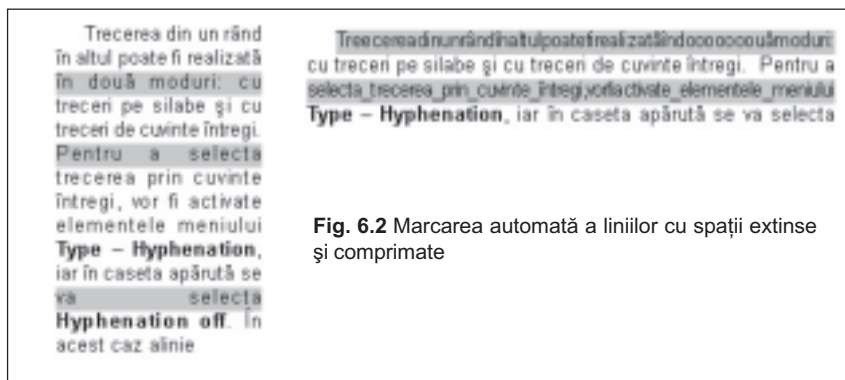 Trecerea din un rând
în altul poate fi realizată
în două moduri: cu
treceri pe silabe şi cu
treceri de cuvinte întregi.
Pentru a selecta
trecerea prin cuvinte
întregi, vor fi activate
elementele meniului
Type – Hyphenation,
iar în caseta apărută se
va selecta
Hyphenation off. În
acest caz alinie
cu treceri pe silabe şi cu treceri de cuvinte întregi. Pentru a
selecta_trecerea_prin_cuvinte_întregi,vorfiactivate_elementele_meniului
Type – Hyphenation, iar în caseta apărută se va selecta
Fig. 6.2 Marcarea automată a liniilor cu spații extinse
şi comprimate